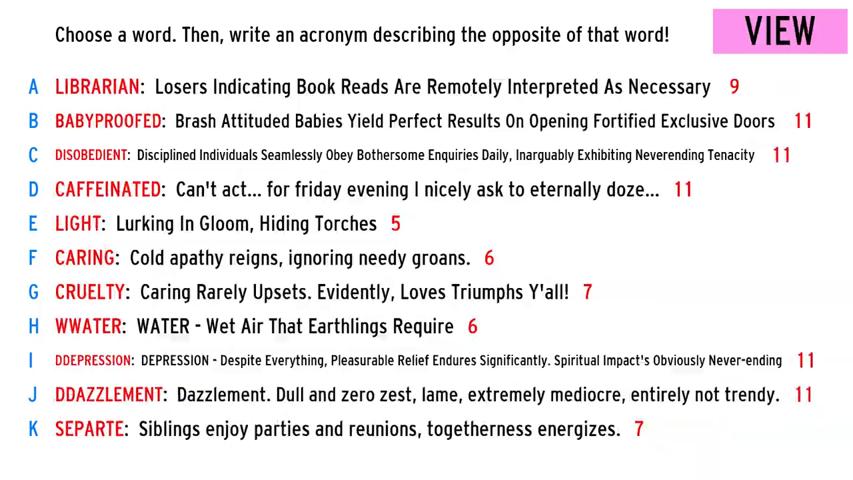 Choose a word. Then, write an acronym describing the opposite of that word!
VIEW
A LIBRARIAN: Losers Indicating Book Reads Are Remotely Interpreted As Necessary 9
B BABYPROOFED: Brash Attituded Babies Yield Perfect Results On Opening Fortified Exclusive Doors 11
C DISOBEDIENT: Disciplined Individuals Seamlessly Obey Bothersome Enquiries Daily, Inarguably Exhibiting Neverending Tenacity 11
D CAFFEINATED: Can't act... for friday evening I nicely ask to eternally doze... 11
E LIGHT: Lurking In Gloom, Hiding Torches 5
F CARING: Cold apathy reigns, ignoring needy groans. 6
G CRUELTY: Caring Rarely Upsets. Evidently, Loves Triumphs Y'all! 7
H WWATER: WATER - Wet Air That Earthlings Require 6
I DDEPRESSION: DEPRESSION - Despite Everything, Pleasurable Relief Endures Significantly. Spiritual Impact's Obviously Never-ending 11
J DDAZZLEMENT: Dazzlement. Dull and zero zest, lame, extremely mediocre, entirely not trendy. 11
K SEPARTE: Siblings enjoy parties and reunions, togetherness energizes. 7